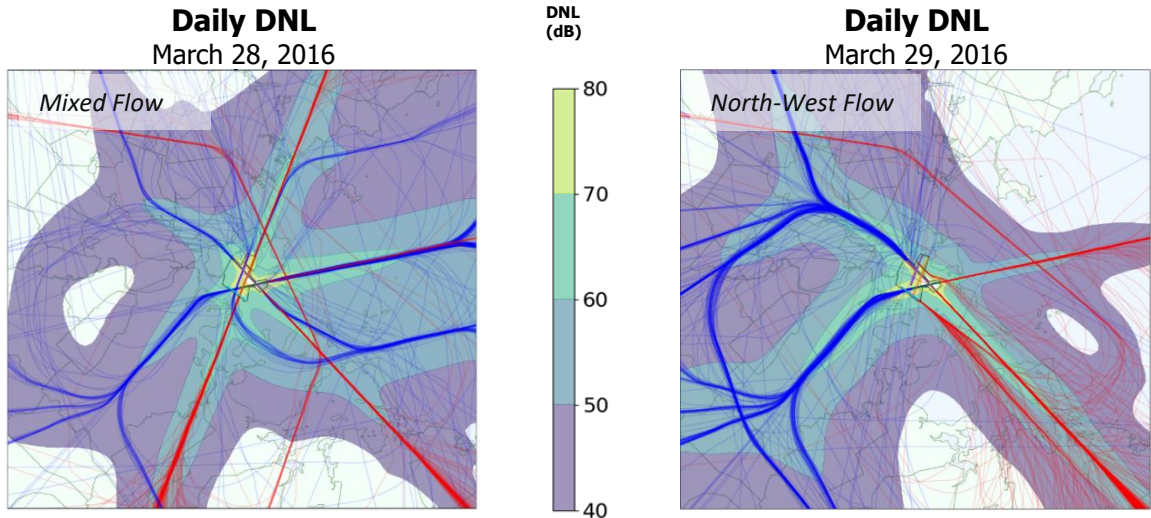 Daily DNL
March 28, 2016
Mixed Flow
DNL
(dB)
80
70
60
50
40
Daily DNL
March 29, 2016
North-West Flow